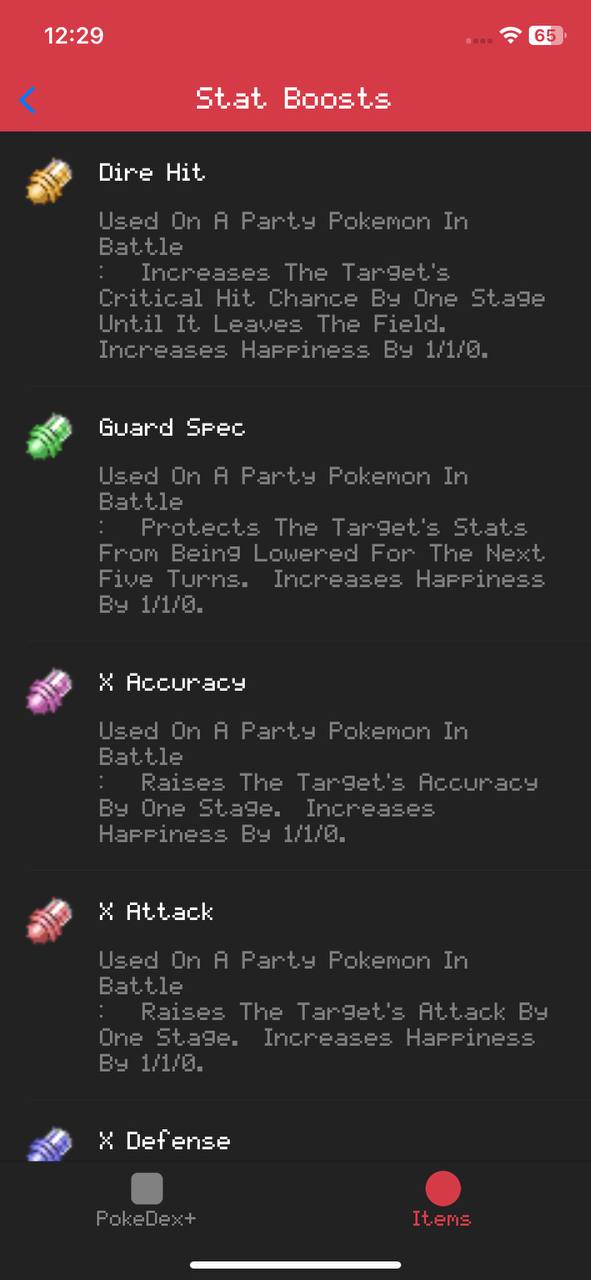 12:29
65
Stat Boosts
Dire Hit
Used On A Party Pokemon In
Battle
:   Increases The Target's
Critical Hit Chance By One Stage
Until It Leaves The Field.
Increases Happiness By 1/1/0.
Guard Spec
Used On A Party Pokemon In
Battle
:   Protects The Target's Stats
From Being Lowered For The Next
Five Turns.  Increases Happiness
By 1/1/0.
X Accuracy
Used On A Party Pokemon In
Battle
:   Raises The Target's Accuracy
By One Stage.  Increases
Happiness By 1/1/0.
X Attack
Used On A Party Pokemon In
Battle
:   Raises The Target's Attack By
One Stage.  Increases Happiness
By 1/1/0.
X Defense
PokeDex+
Items